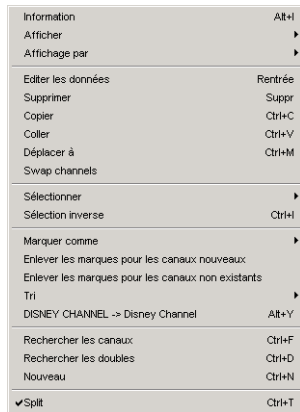 Information Alt+I
Afficher
Affichage par
Editer les données Rentrée
Supprimer Suppr
Copier Ctrl+C
Coller Ctrl+V
Déplacer à Ctrl+M
Swap channels
Sélectionner
Sélection inverse Ctrl+I
Marquer comme
Enlever les marques pour les canaux nouveaux
Enlever les marques pour les canaux non existants
Tri
DISNEY CHANNEL -> Disney Channel Alt+Y
Rechercher les canaux Ctrl+F
Rechercher les doubles Ctrl+D
Nouveau Ctrl+N
Split Ctrl+T